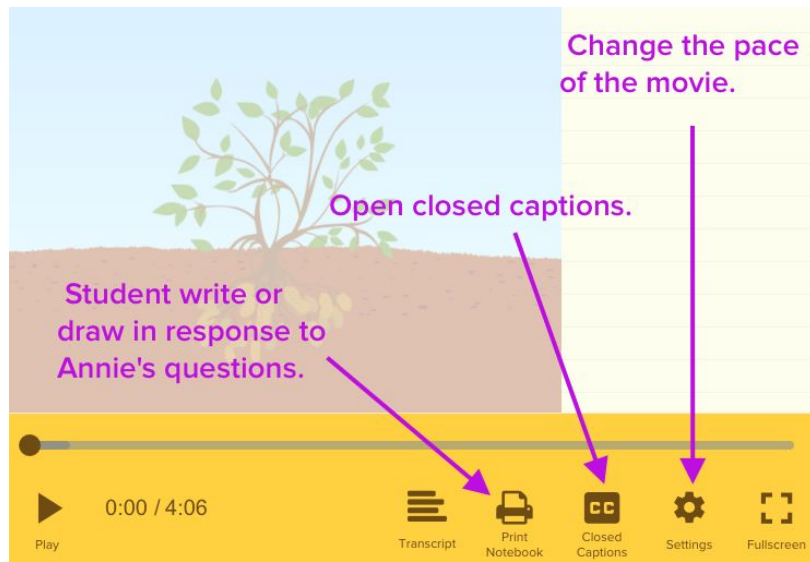 Change the pace
of the movie.
Open closed captions.
Student write or
draw in response to
Annie's questions.
0:00 / 4:06
Play
Transcript
Print
Notebook
CC
Closed
Captions
Settings
Fullscreen